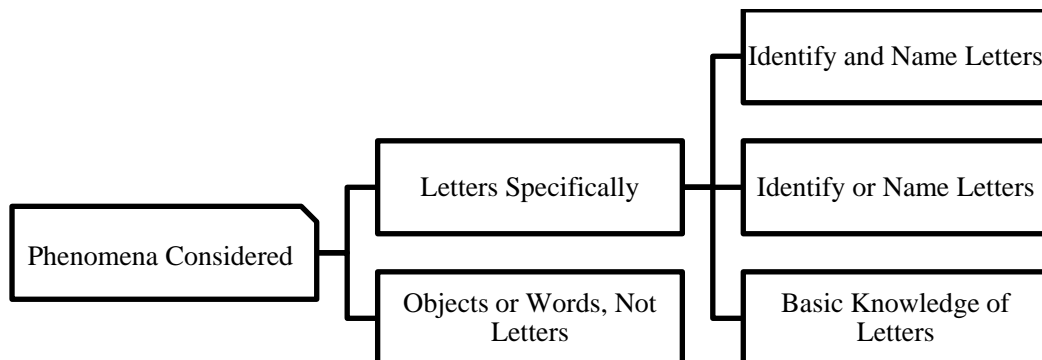 Phenomena Considered
Letters Specifically
Objects or Words, Not
Letters
Identify and Name Letters
Identify or Name Letters
Basic Knowledge of
Letters